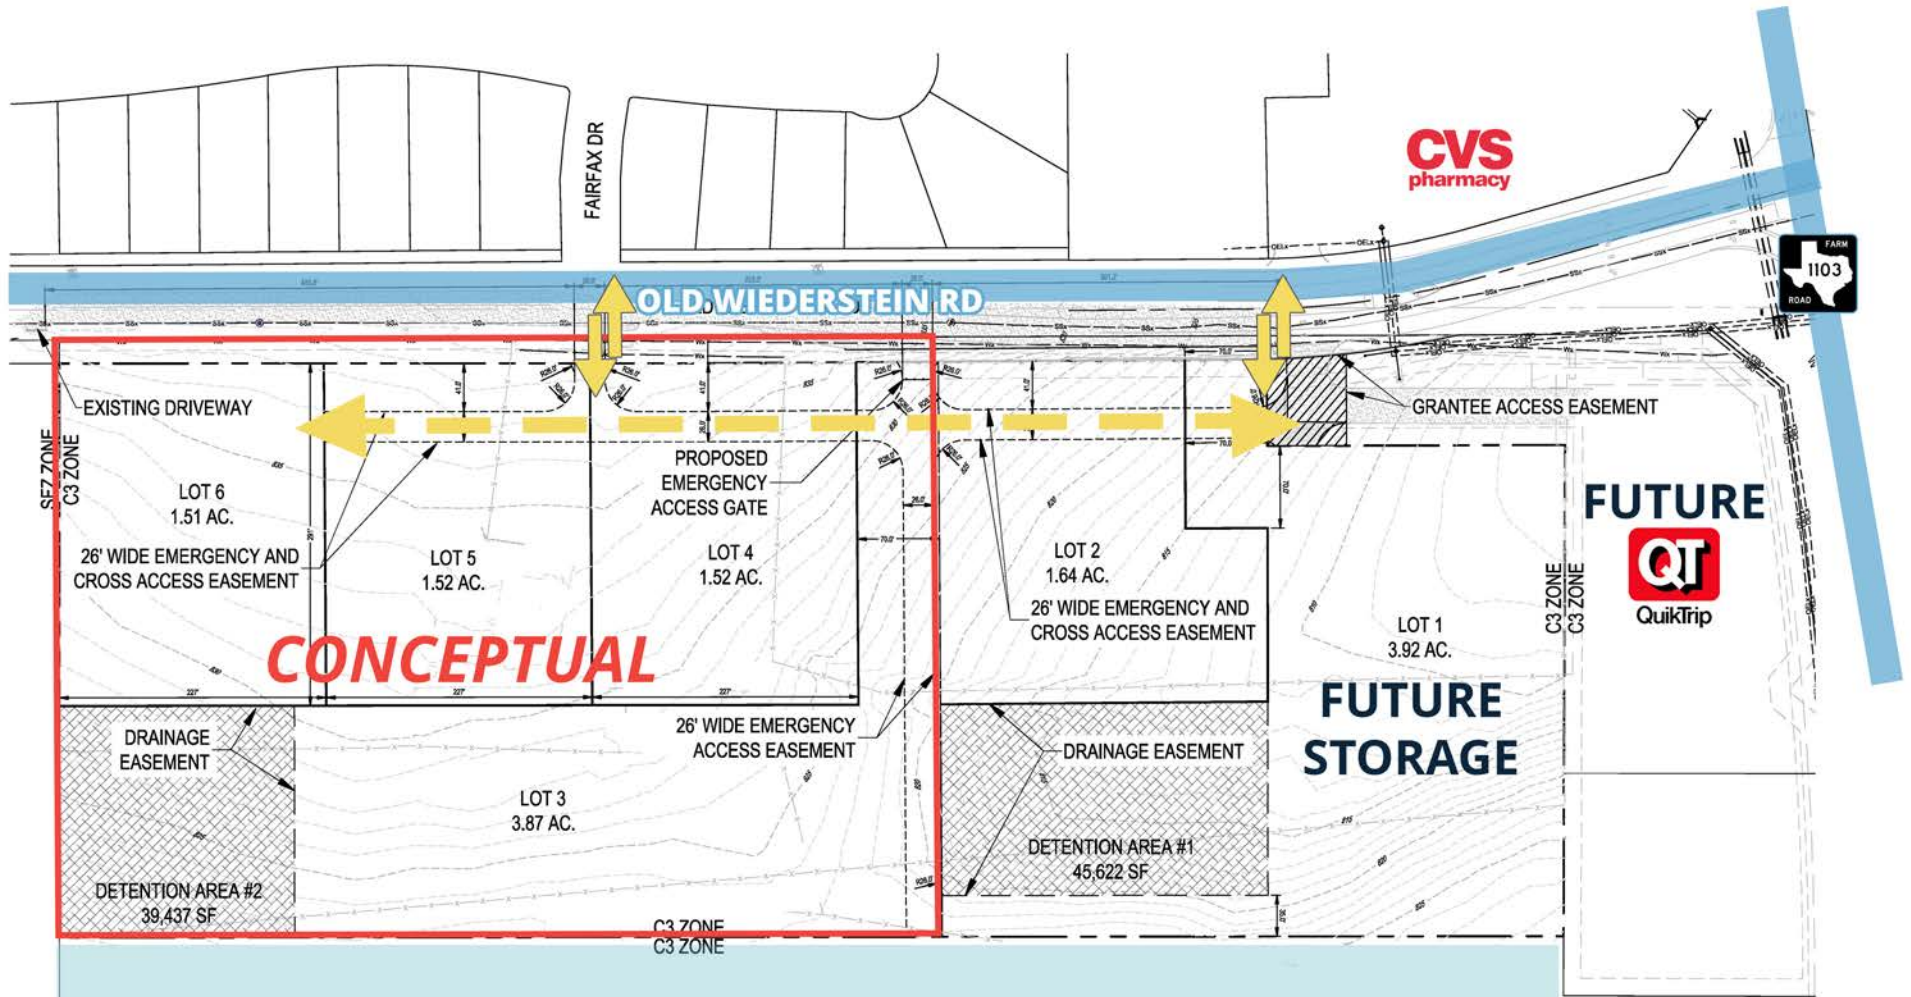 CVS
pharmacy
FAIRFAX DR
FARM
1103
ROAD
OLD WIEDERSTEIN RD
EXISTING DRIVEWAY
GRANTEE ACCESS EASEMENT
C3 ZONE
PROPOSED
EMERGENCY
ACCESS GATE
LOT 6
1.51 AC.
26' WIDE EMERGENCY AND
CROSS ACCESS EASEMENT
LOT 5
1.52 AC.
LOT 4
1.52 AC.
LOT 2
1.64 AC.
26' WIDE EMERGENCY AND
CROSS ACCESS EASEMENT
LOT 1
3.92 AC.
C3 ZONE
C3 ZONE
FUTURE
QT
QuikTrip
CONCEPTUAL
227'
227'
227'
FUTURE
STORAGE
DRAINAGE
EASEMENT
26' WIDE EMERGENCY
ACCESS EASEMENT
DRAINAGE EASEMENT
LOT 3
3.87 AC.
DETENTION AREA #1
45,622 SF
DETENTION AREA #2
39,437 SF
C3 ZONE
C3 ZONE